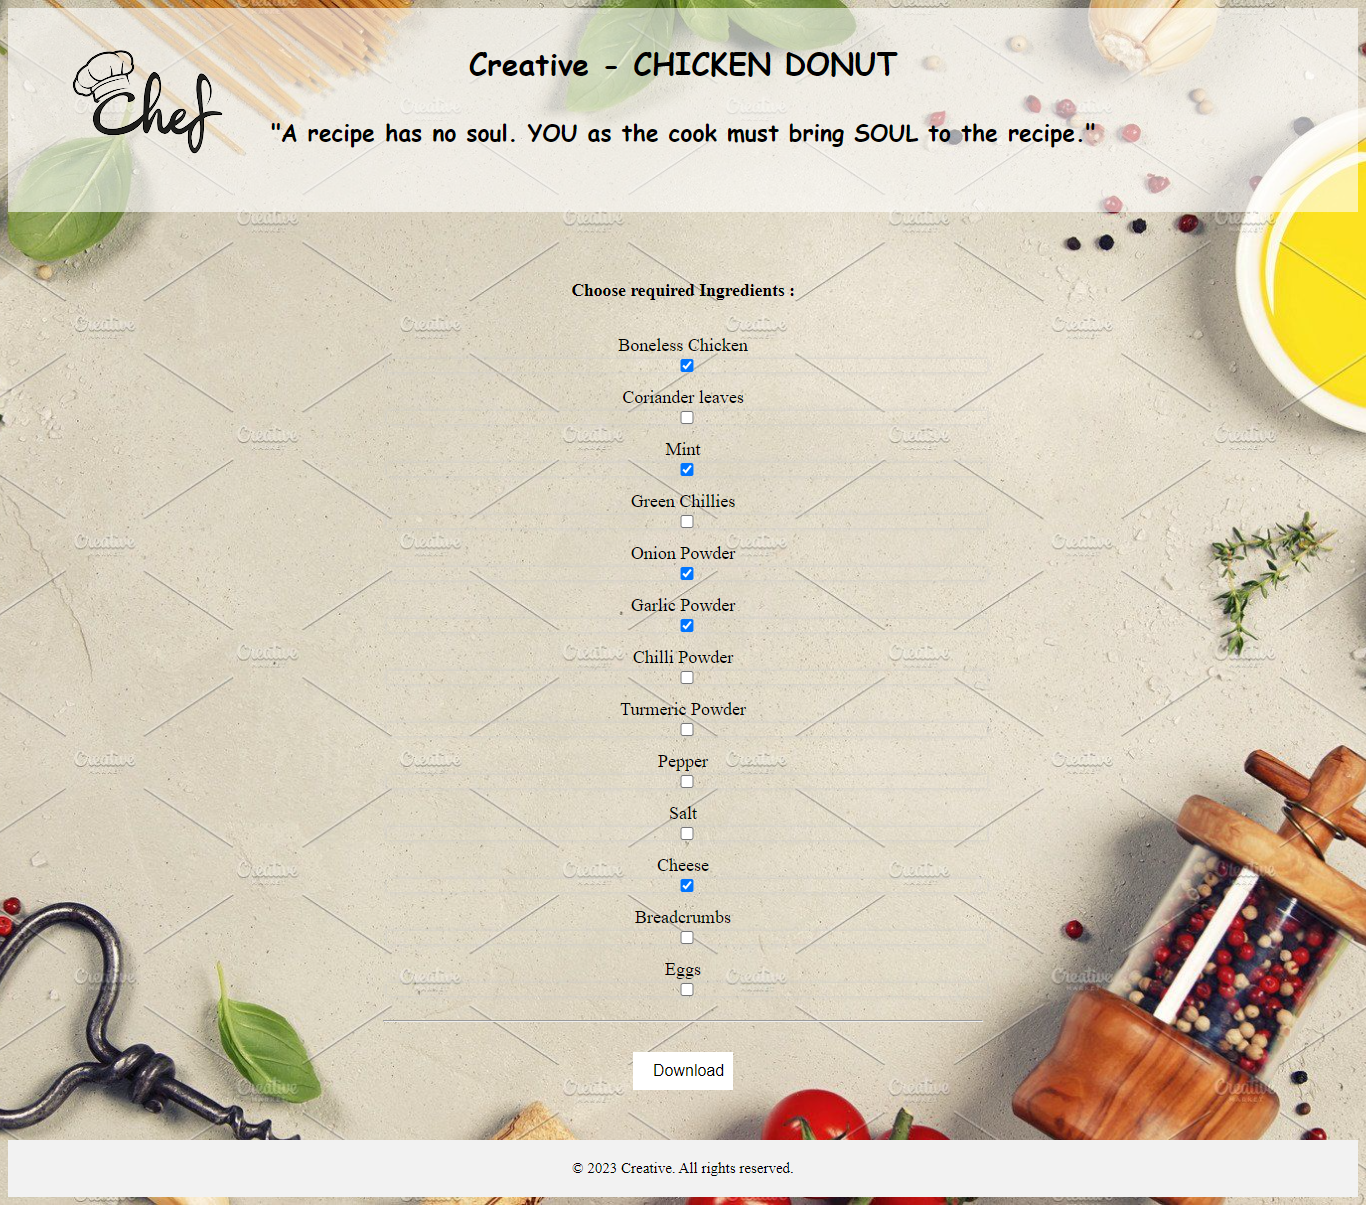 Chef
Creative - CHICKEN DONUT
"A recipe has no soul. YOU as the cook must bring SOUL to the recipe."
Choose required Ingredients :
Boneless Chicken
Coriander leaves
Mint
Green Chillies
Onion Powder
Garlic Powder
Chilli Powder
Turmeric Powder
Pepper
Salt
Cheese
Breadcrumbs
Eggs
Download
© 2023 Creative. All rights reserved.
Creative
MARKET